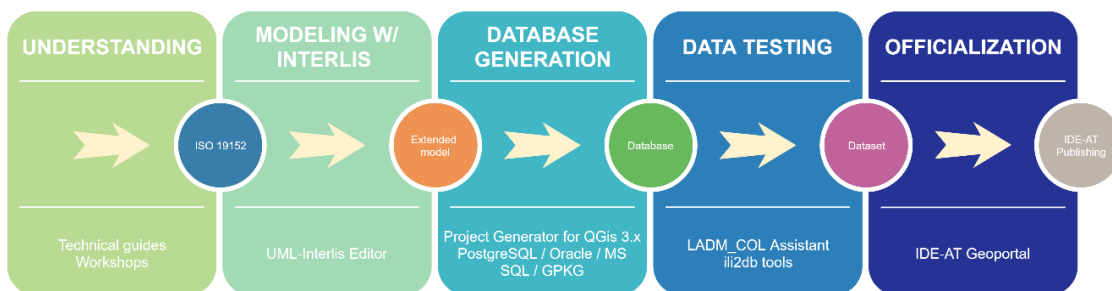 UNDERSTANDING
MODELING W/
INTERLIS
DATABASE
GENERATION
DATA TESTING
OFFICIALIZATION
ISO 19152
Extended
model
Database
Dataset
IDE-AT
Publishing
Technical guides
Workshops
UML-Interlis Editor
Project Generator for QGis 3.x
PostgreSQL / Oracle / MS
SQL / GPKG
LADM_COL Assistant
ili2db tools
IDE-AT Geoportal